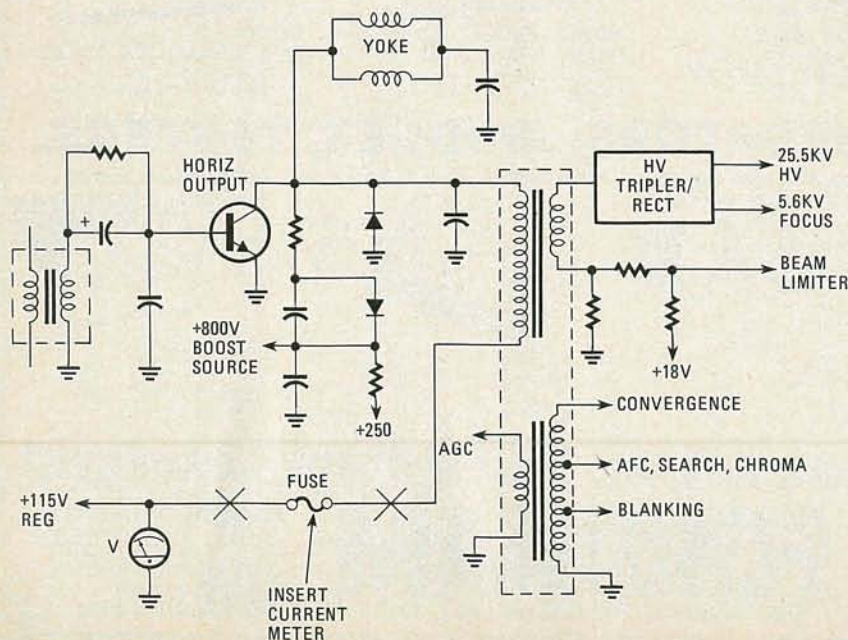 YOKE
HORIZ
OUTPUT
HV
TRIPLER/
RECT
25.5KV
HV
5.6KV
FOCUS
BEAM
LIMITER
+
+800V
BOOST
SOURCE
+18V
+250
CONVERGENCE
AGC
AFC, SEARCH, CHROMA
FUSE
+115V
REG
BLANKING
V
INSERT
CURRENT
METER